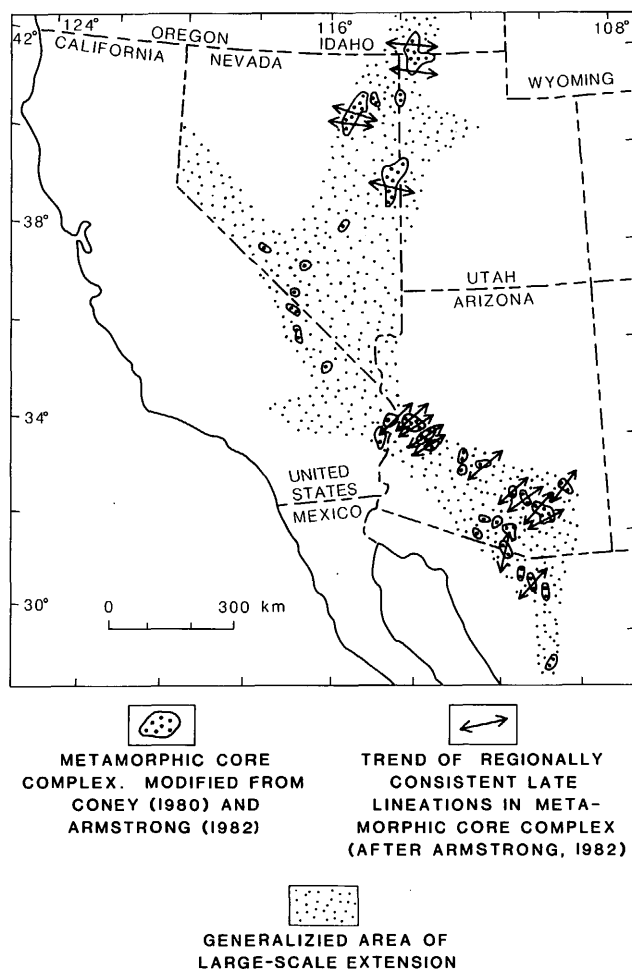 124°
116°
108°
42°
OREGON
CALIFORNIA
NEVADA
IDAHO
WYOMING
38°
UTAH
ARIZONA
34°
UNITED
STATES
MEXICO
30°
0 300 km
METAMORPHIC CORE
COMPLEX. MODIFIED FROM
CONEY (1980) AND
ARMSTRONG (1982)
TREND OF REGIONALLY
CONSISTENT LATE
LINEATIONS IN META-
MORPHIC CORE COMPLEX
(AFTER ARMSTRONG, 1982)
GENERALIZIED AREA OF
LARGE-SCALE EXTENSION